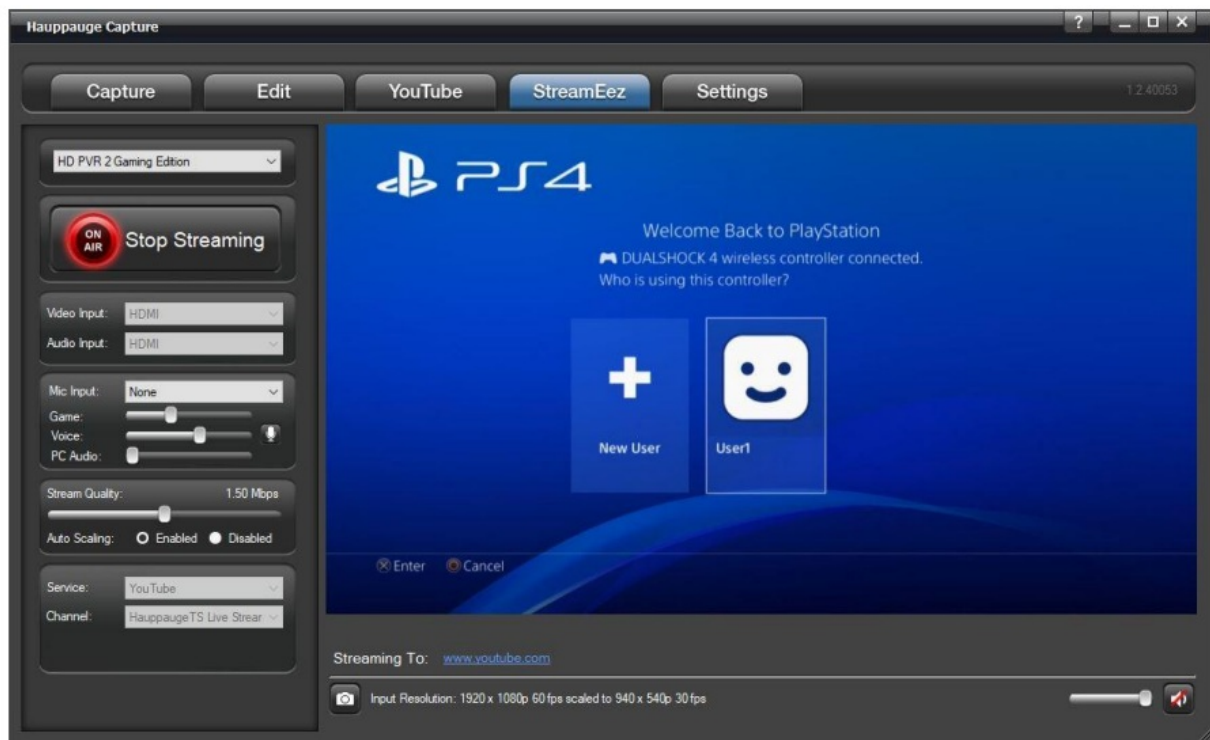 Hauppauge Capture
?
Capture
Edit
YouTube
StreamEez
Settings
1.2.40053
HD PVR 2 Gaming Edition
ON AIR
Stop Streaming
Video Input: HDMI
Audio Input: HDMI
Mic Input: None
Game:
Voice:
PC Audio:
Stream Quality: 1.50 Mbps
Auto Scaling: Enabled Disabled
Service: YouTube
Channel: HauppaugeTS Live Strear
PS4
Welcome Back to PlayStation
DUALSHOCK 4 wireless controller connected.
Who is using this controller?
New User
User1
Enter Cancel
Streaming To: www.youtube.com
Input Resolution: 1920 x 1080p 60 fps scaled to 940 x 540p 30 fps